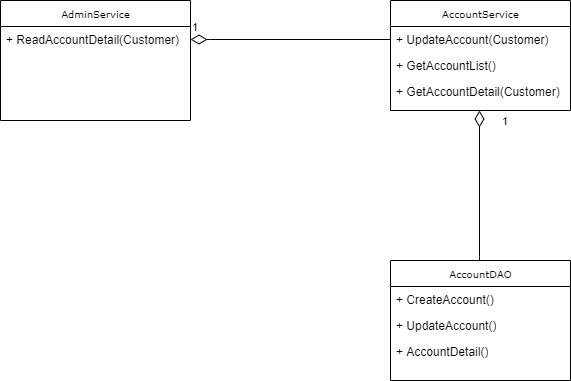 AdminService
+ ReadAccountDetail(Customer)
1
AccountService
+ UpdateAccount(Customer)
+ GetAccountList()
+ GetAccountDetail(Customer)
1
AccountDAO
+ CreateAccount()
+ UpdateAccount()
+ AccountDetail()